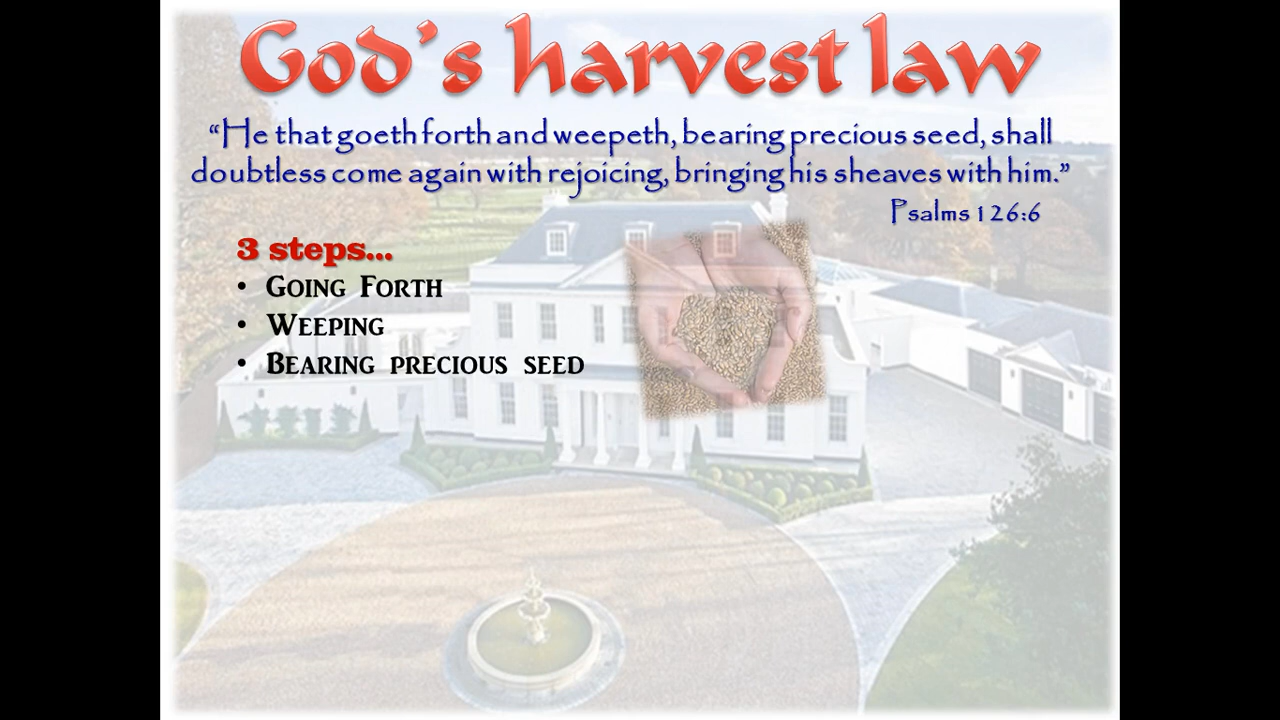 God's harvest law
“He that goeth forth and weepeth, bearing precious seed, shall
doubtless come again with rejoicing, bringing his sheaves with him.”
Psalms 126:6
3 steps...
• Going Forth
• Weeping
• Bearing precious seed